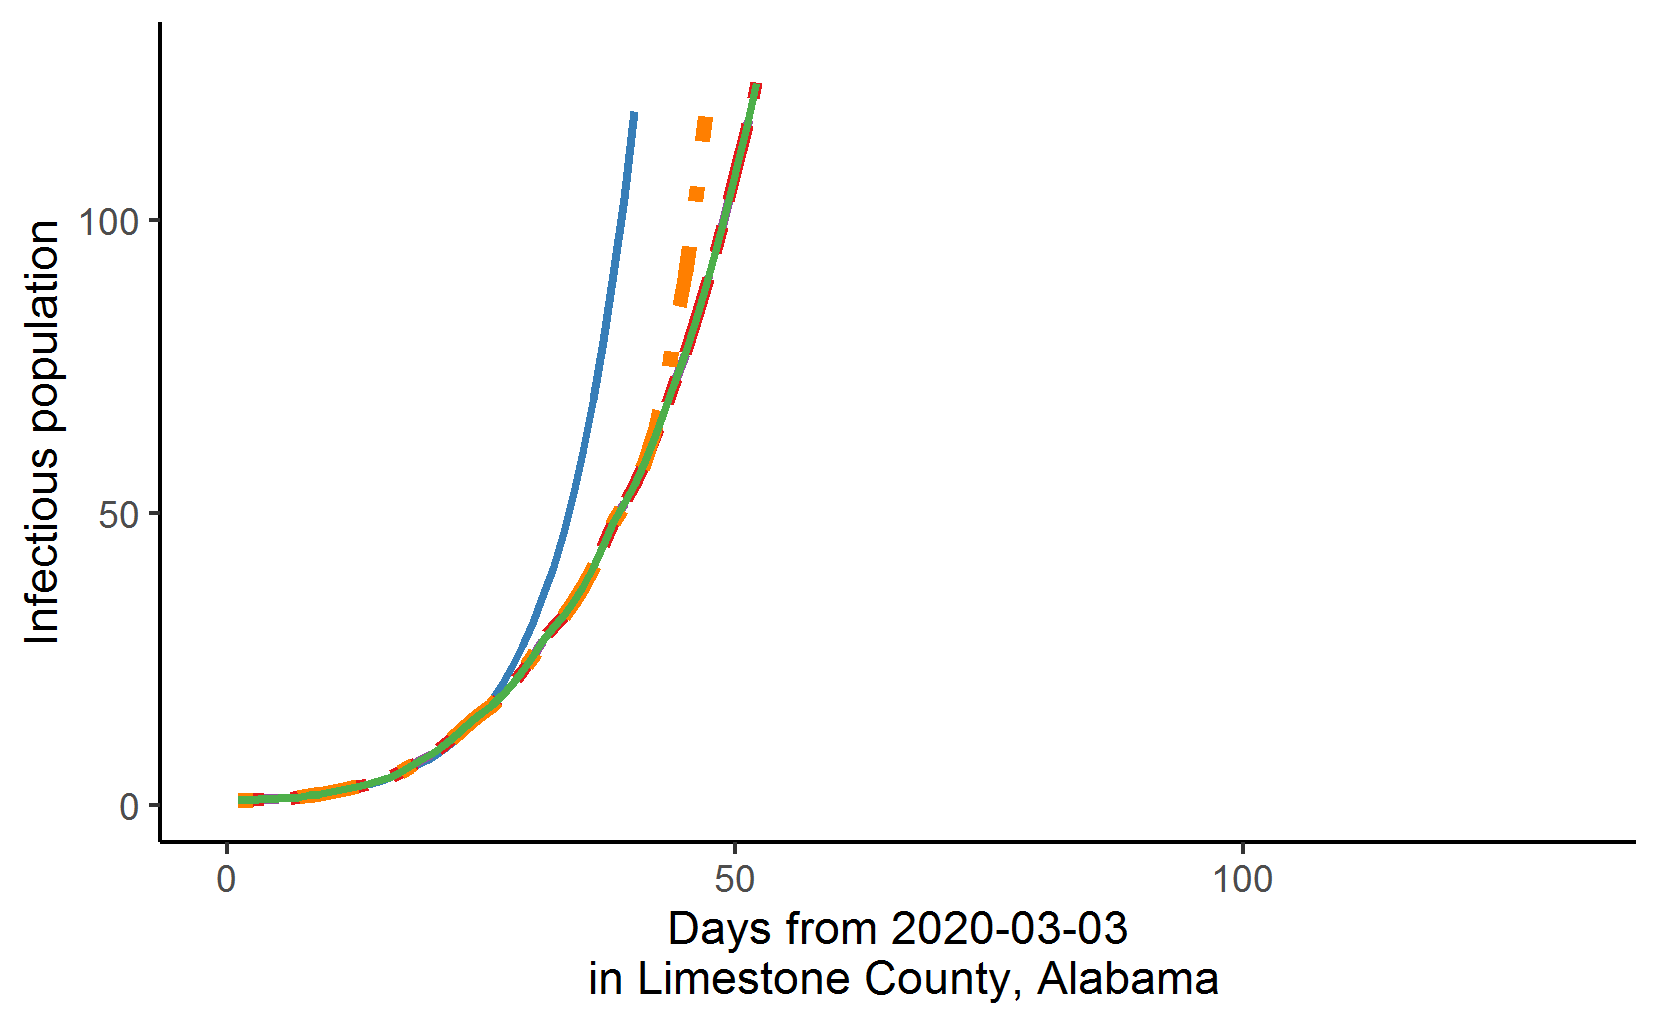 Infectious population
100
50
0
0
50
100
Days from 2020-03-03
in Limestone County, Alabama